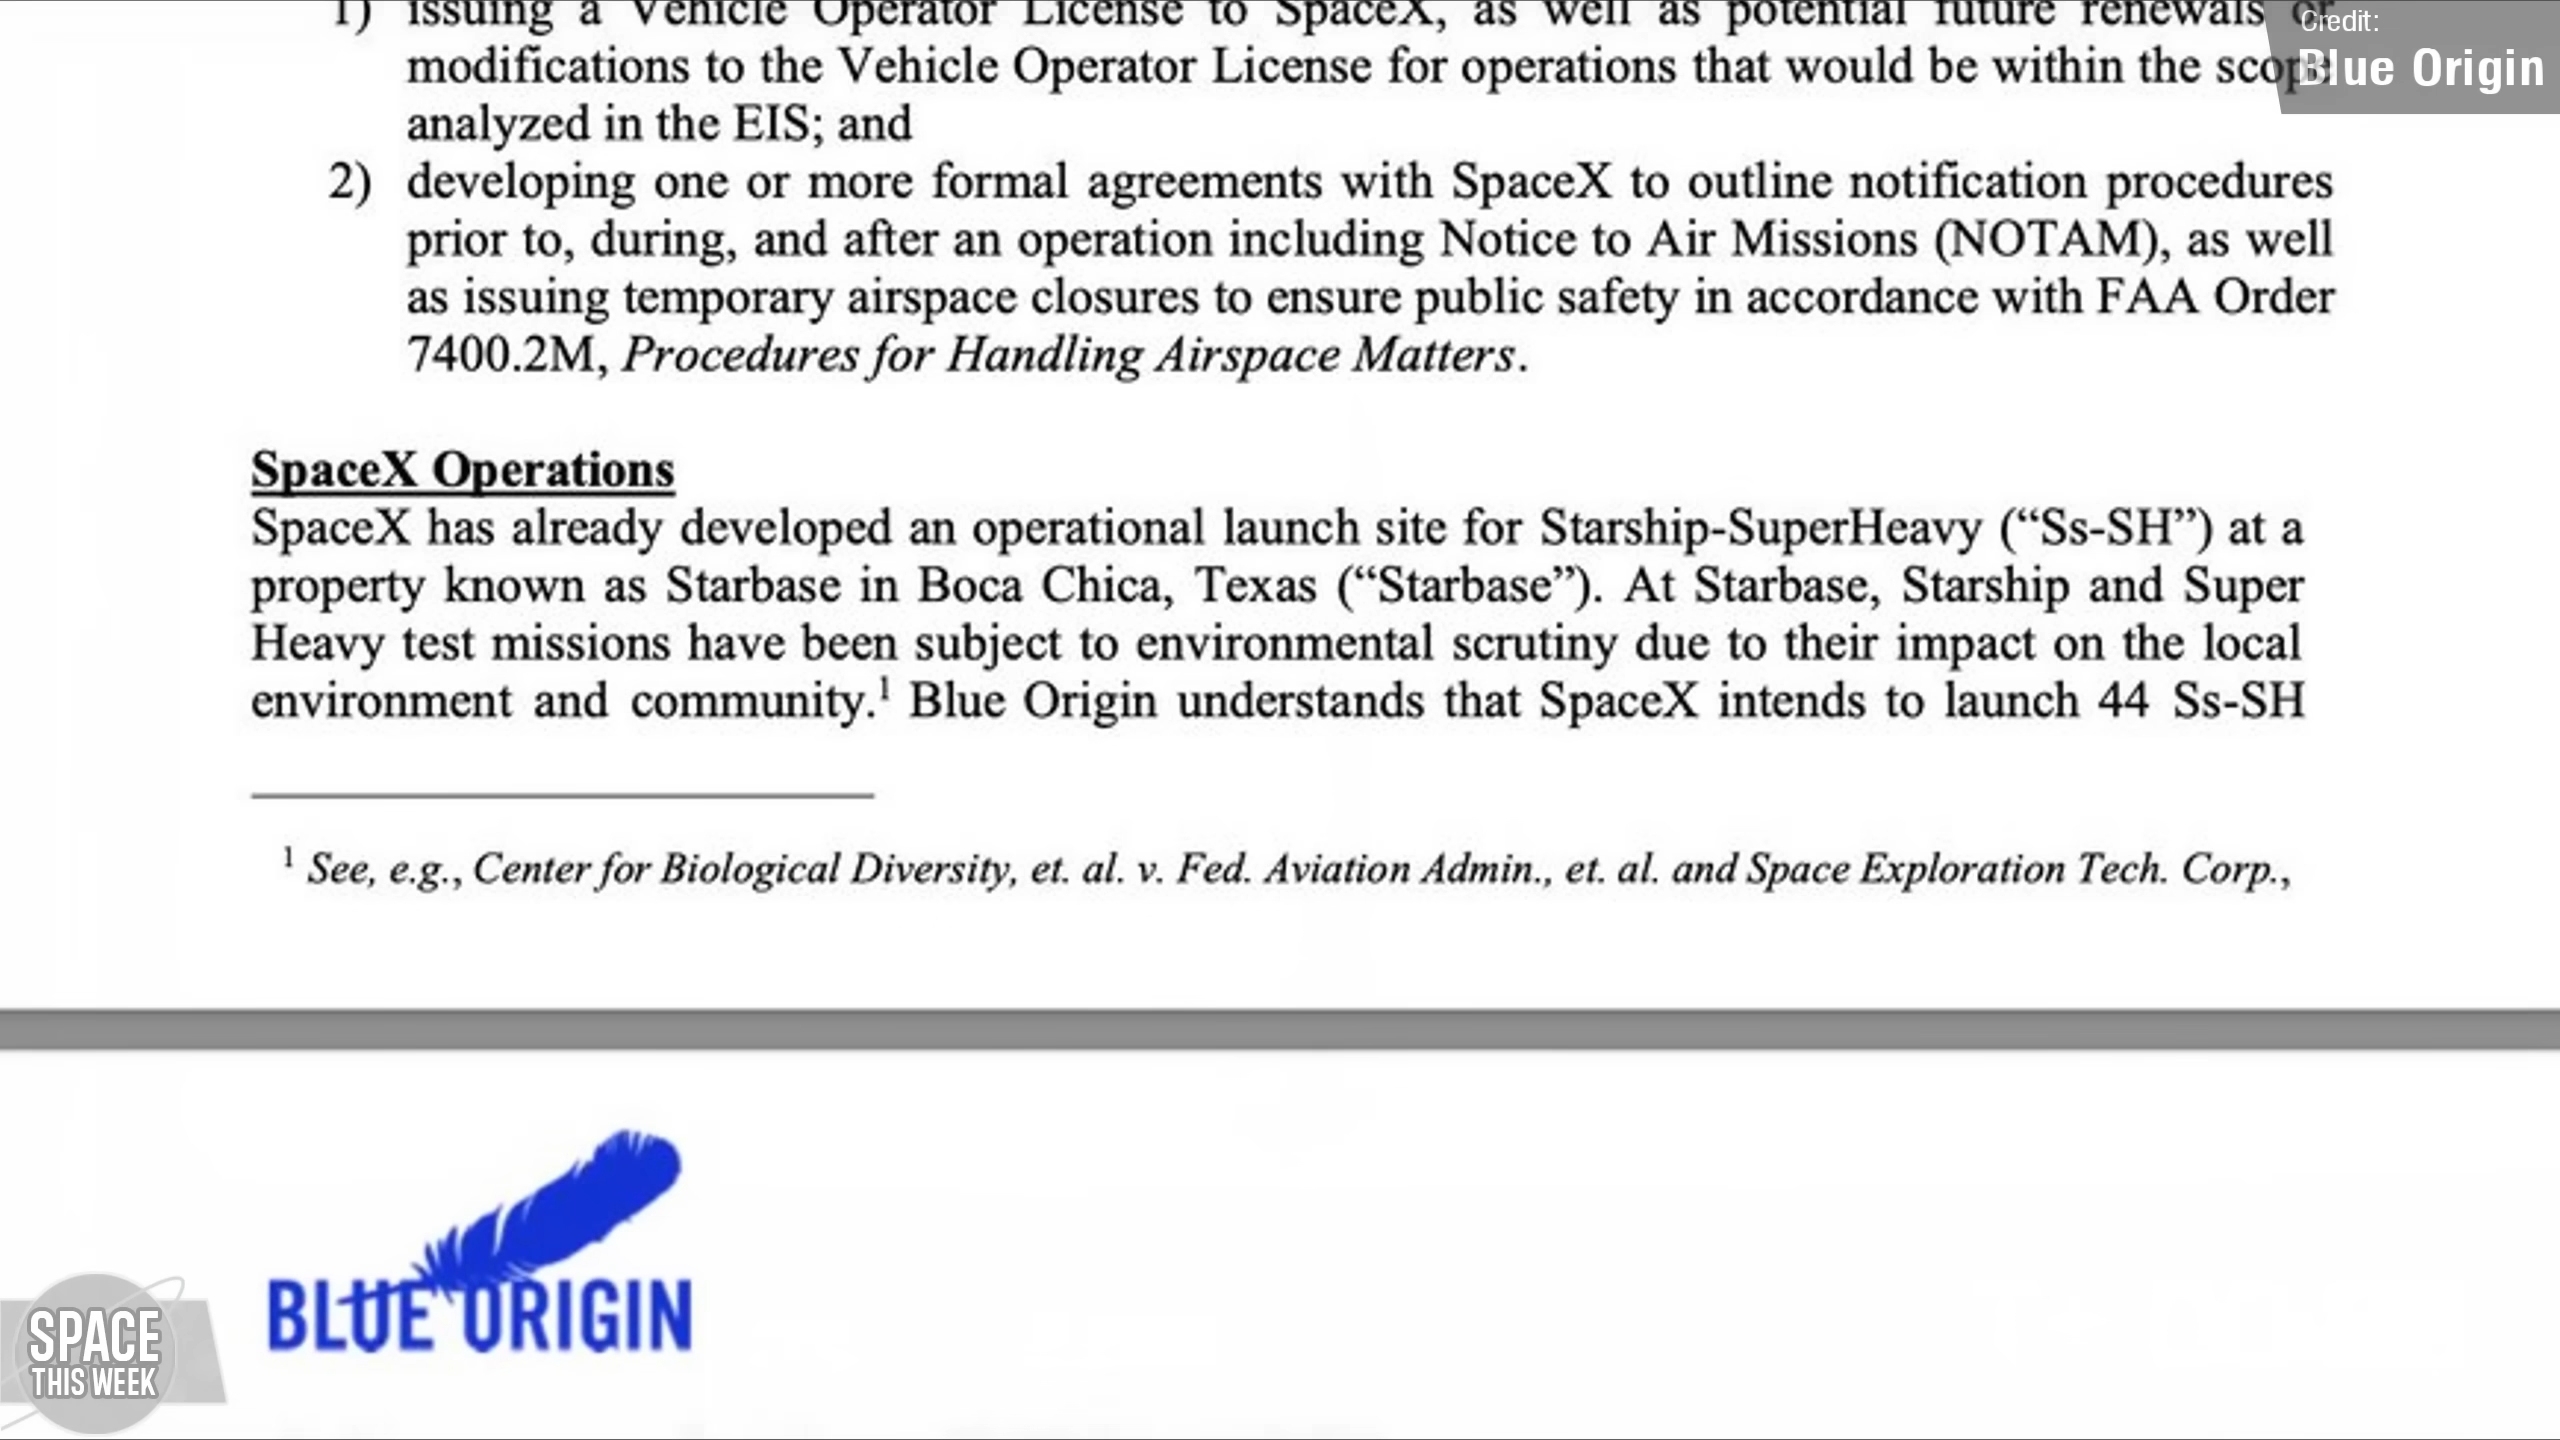 1) issuing a Vehicle Operator License to SpaceX, as well as potential future renewals or
modifications to the Vehicle Operator License for operations that would be within the scope
analyzed in the EIS; and
2) developing one or more formal agreements with SpaceX to outline notification procedures
prior to, during, and after an operation including Notice to Air Missions (NOTAM), as well
as issuing temporary airspace closures to ensure public safety in accordance with FAA Order
7400.2M, Procedures for Handling Airspace Matters.
Credit:
Blue Origin
SpaceX Operations
SpaceX has already developed an operational launch site for Starship-SuperHeavy (“Ss-SH”) at a
property known as Starbase in Boca Chica, Texas (“Starbase”). At Starbase, Starship and Super
Heavy test missions have been subject to environmental scrutiny due to their impact on the local
environment and community.¹ Blue Origin understands that SpaceX intends to launch 44 Ss-SH
¹ See, e.g., Center for Biological Diversity, et. al. v. Fed. Aviation Admin., et. al. and Space Exploration Tech. Corp.,
BLUE ORIGIN
SPACE
THIS WEEK